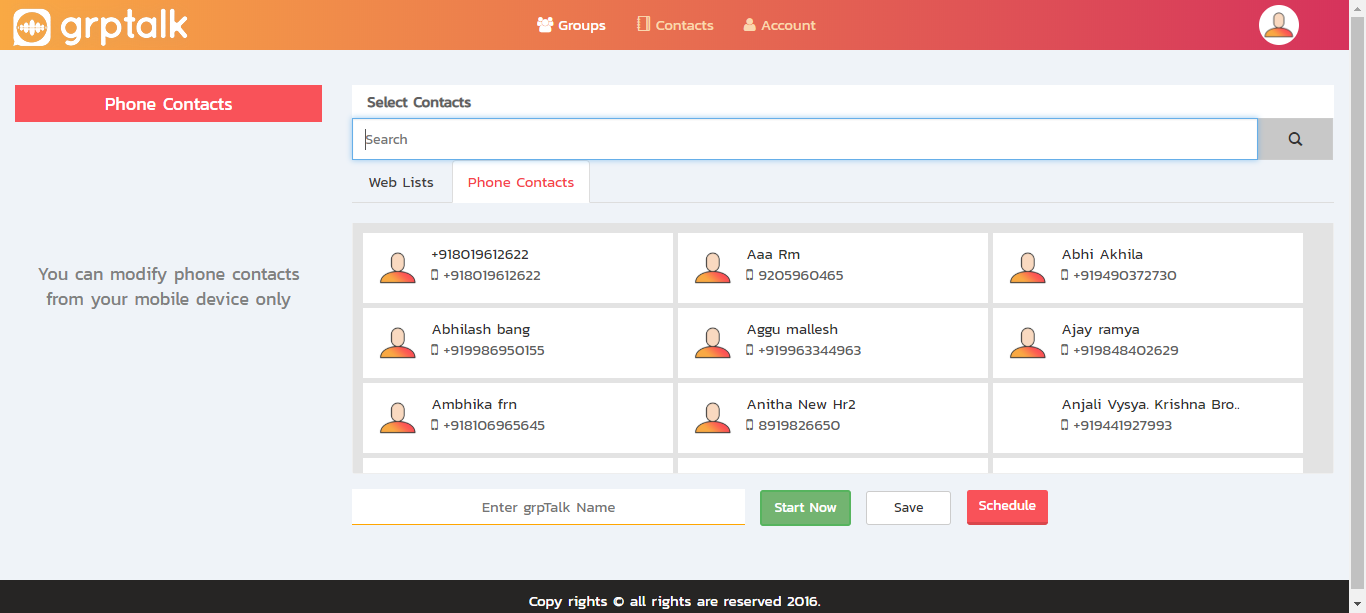 grptalk
Groups
Contacts
Account
Phone Contacts
You can modify phone contacts
from your mobile device only
Select Contacts
Search
Web Lists
Phone Contacts
+918019612622
+918019612622
Aaa Rm
9205960465
Abhi Akhila
+919490372730
Abhilash bang
+919986950155
Aggu mallesh
+919963344963
Ajay ramya
+919848402629
Ambhika frn
+918106965645
Anitha New Hr2
8919826650
Anjali Vysya. Krishna Bro..
+919441927993
Enter grpTalk Name
Start Now
Save
Schedule
Copy rights © all rights are reserved 2016.